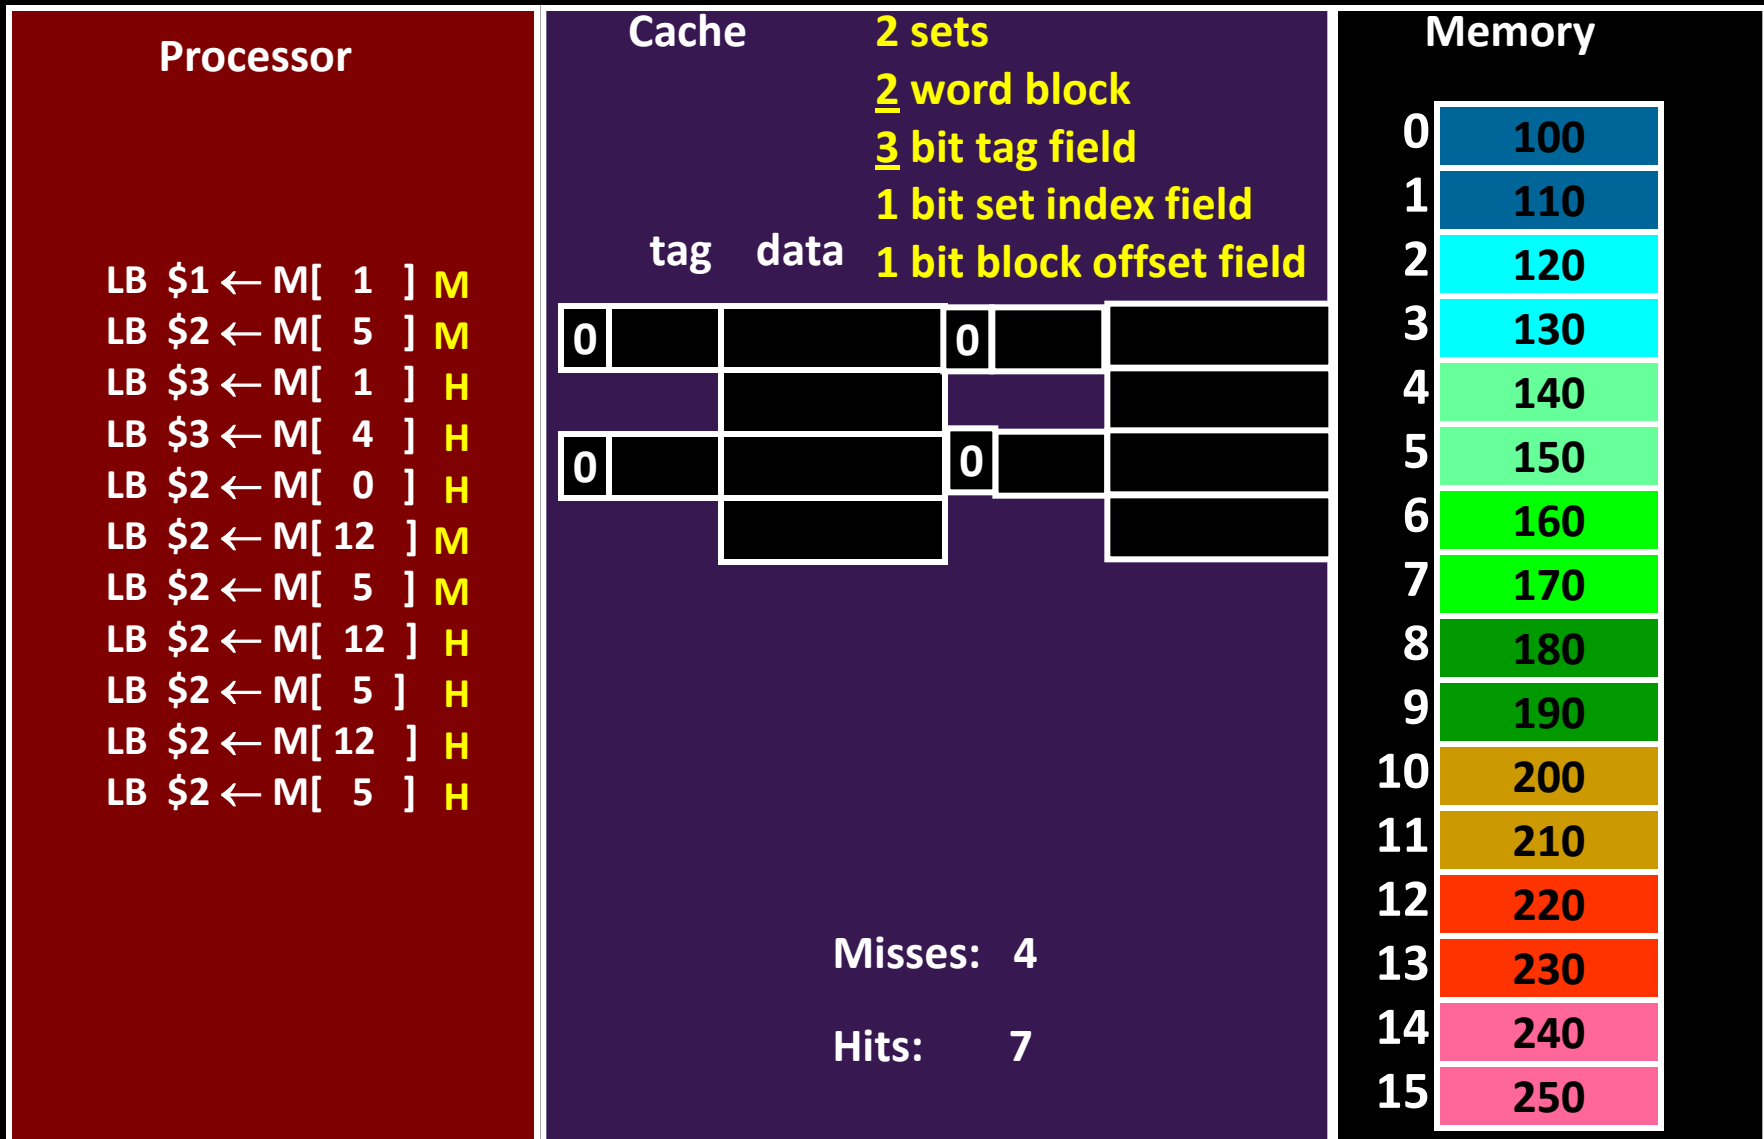 Processor
LB $1 ← M[ 1 ] M
LB $2 ← M[ 5 ] M
LB $3 ← M[ 1 ] H
LB $3 ← M[ 4 ] H
LB $2 ← M[ 0 ] H
LB $2 ← M[ 12 ] M
LB $2 ← M[ 5 ] M
LB $2 ← M[ 12 ] H
LB $2 ← M[ 5 ] H
LB $2 ← M[ 12 ] H
LB $2 ← M[ 5 ] H
Cache
2 sets
2 word block
3 bit tag field
1 bit set index field
1 bit block offset field
tag data
0 0
0 0
Misses: 4
Hits: 7
Memory
0 100
1 110
2 120
3 130
4 140
5 150
6 160
7 170
8 180
9 190
10 200
11 210
12 220
13 230
14 240
15 250